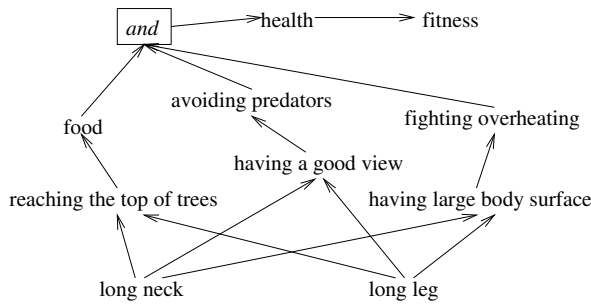 and
health
fitness
avoiding predators
fighting overheating
food
having a good view
reaching the top of trees
having large body surface
long neck
long leg